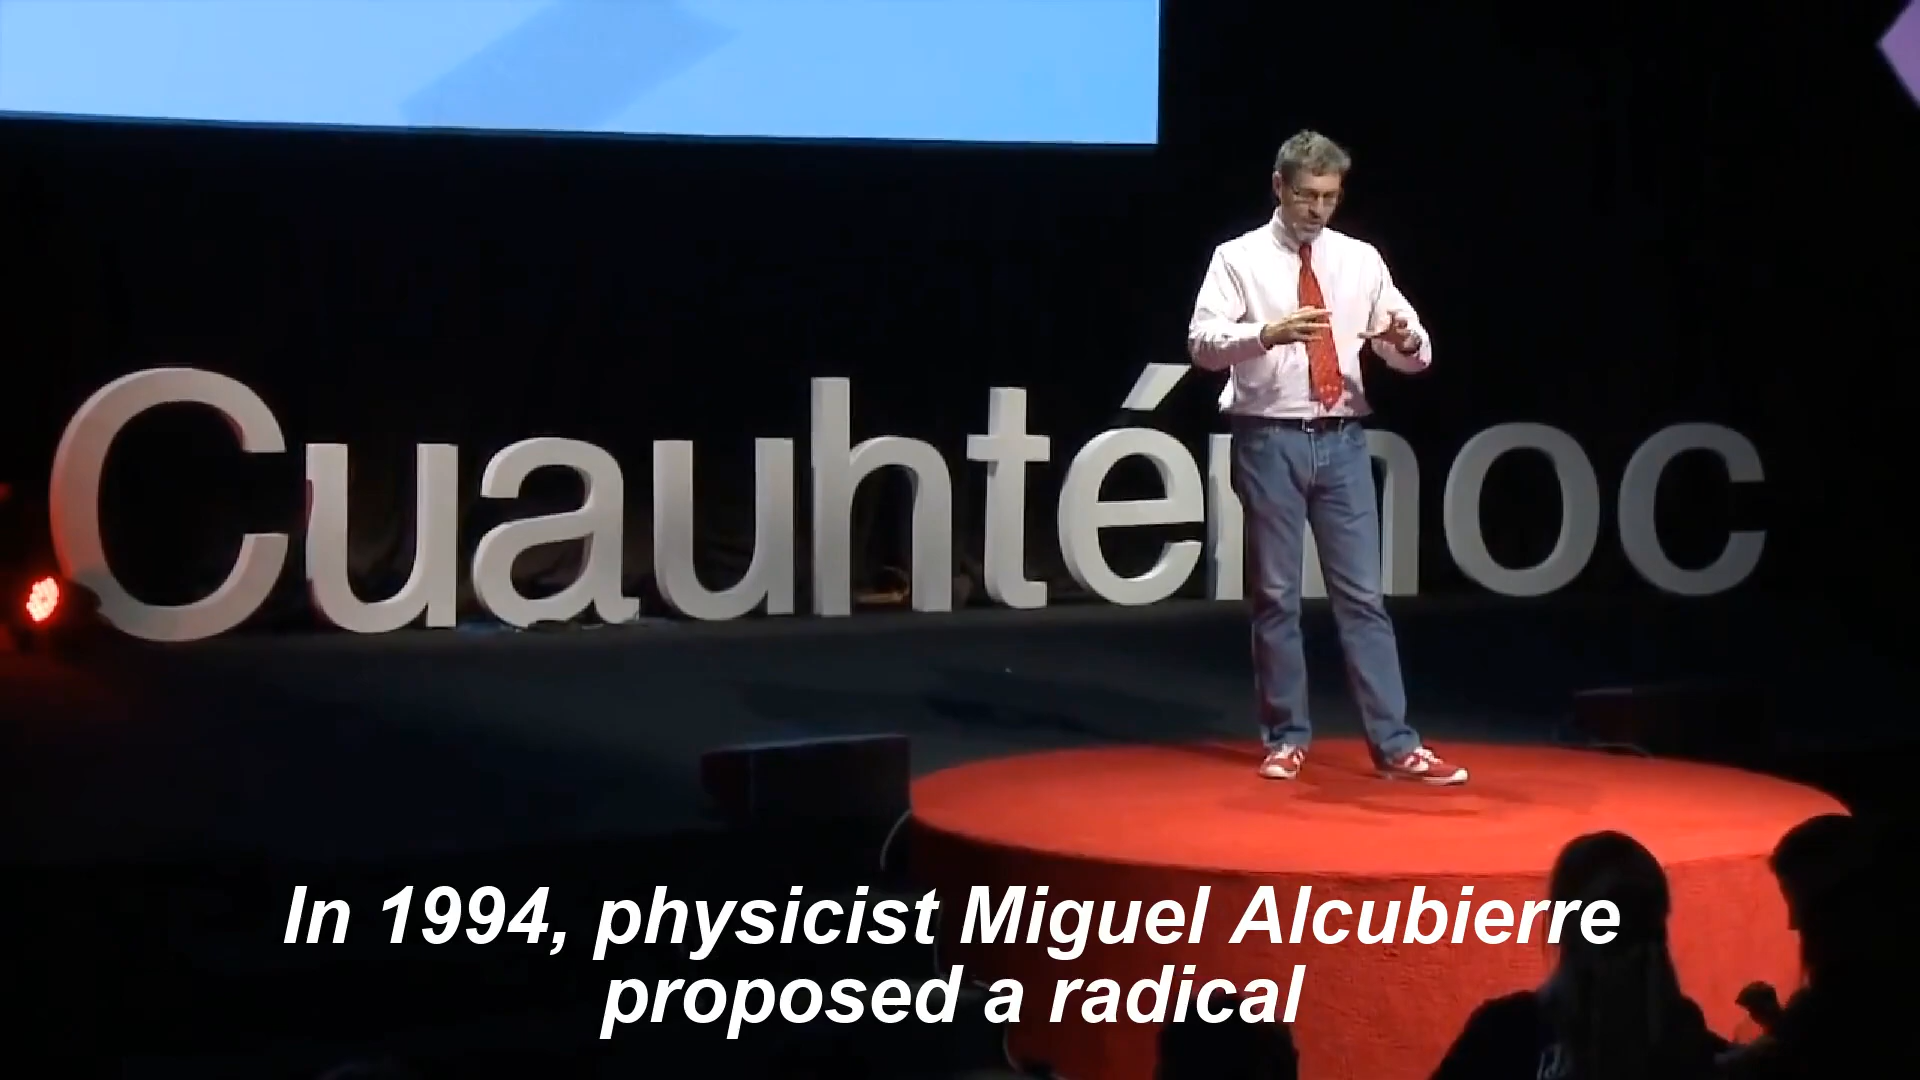 Cuauhtémoc
In 1994, physicist Miguel Alcubierre
proposed a radical